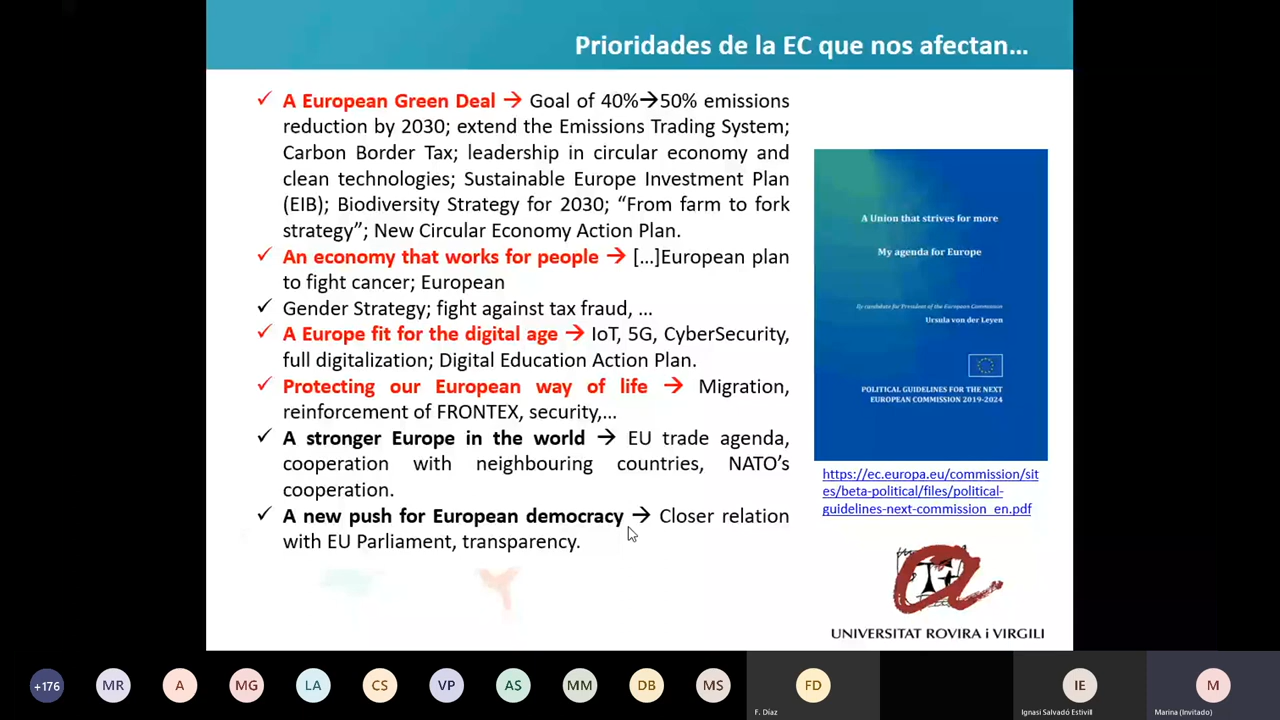 Prioridades de la EC que nos afectan...
✓ A European Green Deal → Goal of 40%→50% emissions
reduction by 2030; extend the Emissions Trading System;
Carbon Border Tax; leadership in circular economy and
clean technologies; Sustainable Europe Investment Plan
(EIB); Biodiversity Strategy for 2030; “From farm to fork
strategy”; New Circular Economy Action Plan.
✓ An economy that works for people → [...]European plan
to fight cancer; European
✓ Gender Strategy; fight against tax fraud, ...
✓ A Europe fit for the digital age → IoT, 5G, CyberSecurity,
full digitalization; Digital Education Action Plan.
✓ Protecting our European way of life → Migration,
reinforcement of FRONTEX, security,...
✓ A stronger Europe in the world → EU trade agenda,
cooperation with neighbouring countries, NATO’s
cooperation.
✓ A new push for European democracy → Closer relation
with EU Parliament, transparency.
A Union that strives for more
My agenda for Europe
By candidate for President of the European Commission
Ursula von der Leyen
POLITICAL GUIDELINES FOR THE NEXT
EUROPEAN COMMISSION 2019-2024
https://ec.europa.eu/commission/sit
es/beta-political/files/political-
guidelines-next-commission_en.pdf
UNIVERSITAT ROVIRA i VIRGILI
+176 MR A MG LA CS VP AS MM DB MS FD IE M
F. Díaz Ignasi Salvadó Estivill Marina (Invitado)